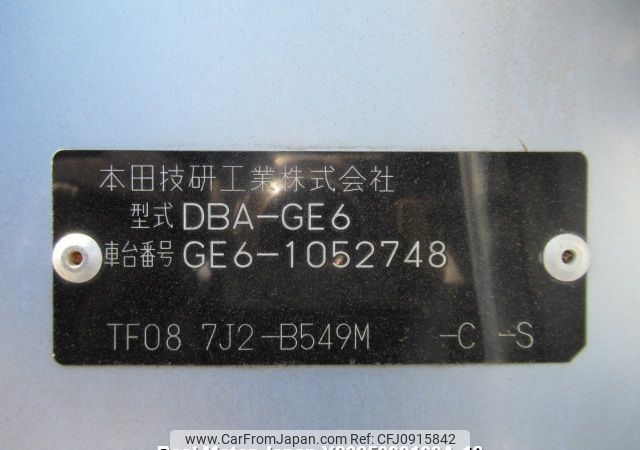 本田技研工業株式会社
型式 DBA-GE6
車台番号 GE6-1052748
TF08 7J2-B549M -C -S
www.CarFromJapan.com Ref: CFJ0915842